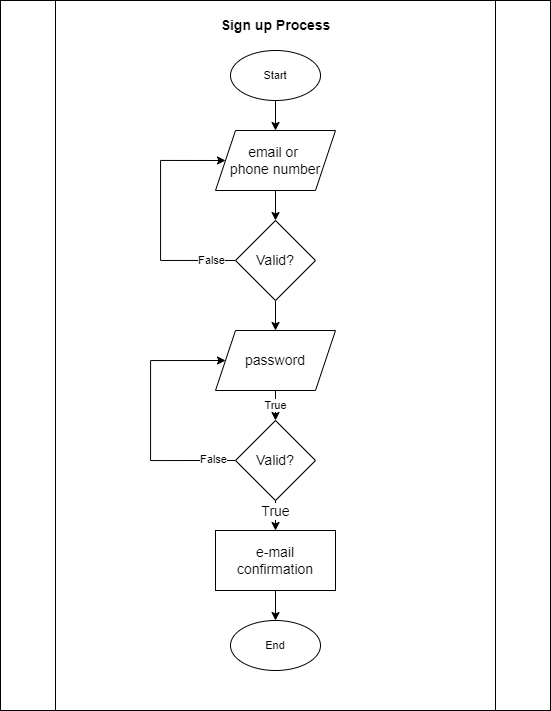 Sign up Process
Start
email or
phone number
Valid?
False
password
True
Valid?
False
True
e-mail
confirmation
End